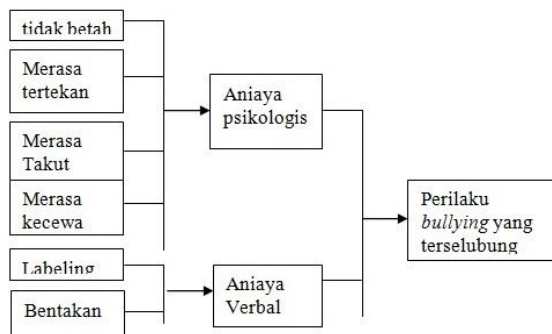 tidak betah
Merasa
tertekan
Merasa
Takut
Merasa
kecewa
Labeling
Bentakan
Aniaya
psikologis
Aniaya
Verbal
Perilaku
bullying yang
terselubung